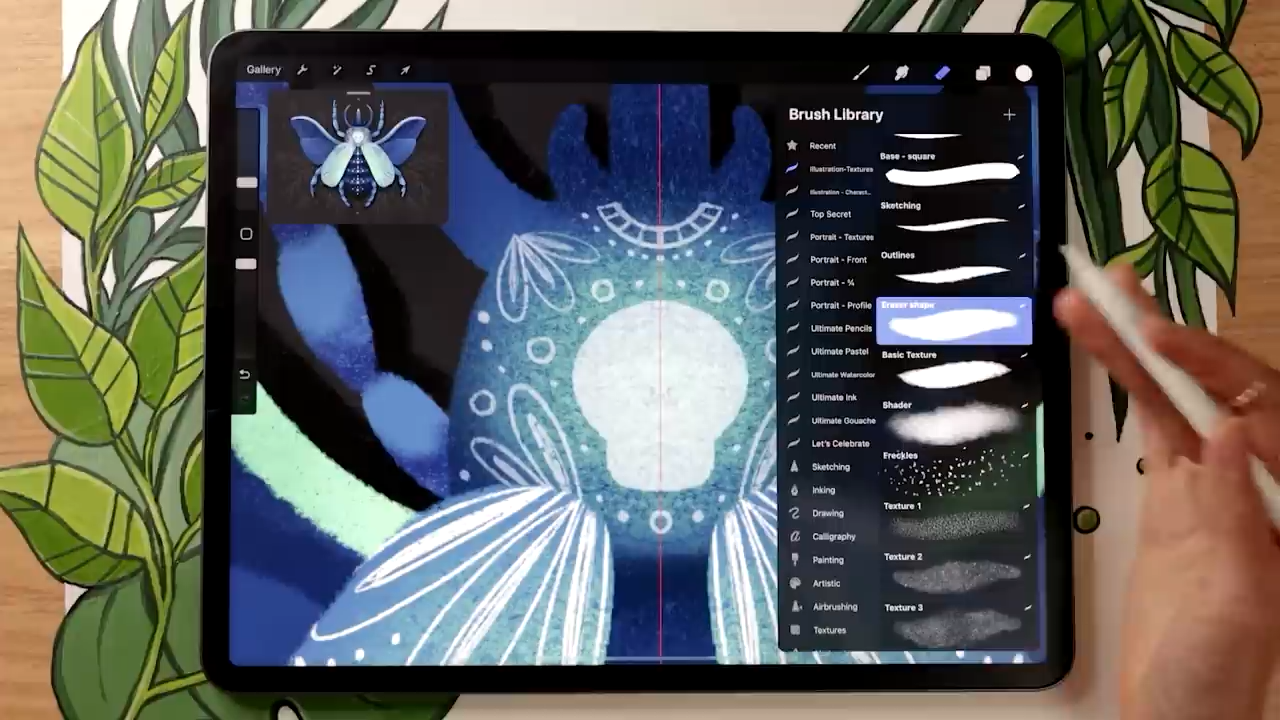 Gallery
Brush Library
Recent
Illustration-Textures
Illustration - Charact...
Top Secret
Portrait - Textures
Portrait - Front
Portrait - ¾
Portrait - Profile
Ultimate Pencils
Ultimate Pastel
Ultimate Watercolor
Ultimate Ink
Ultimate Gouache
Let's Celebrate
Sketching
Inking
Drawing
Calligraphy
Painting
Artistic
Airbrushing
Textures
Base - square
Sketching
Outlines
Eraser shape
Basic Texture
Shader
Freckles
Texture 1
Texture 2
Texture 3